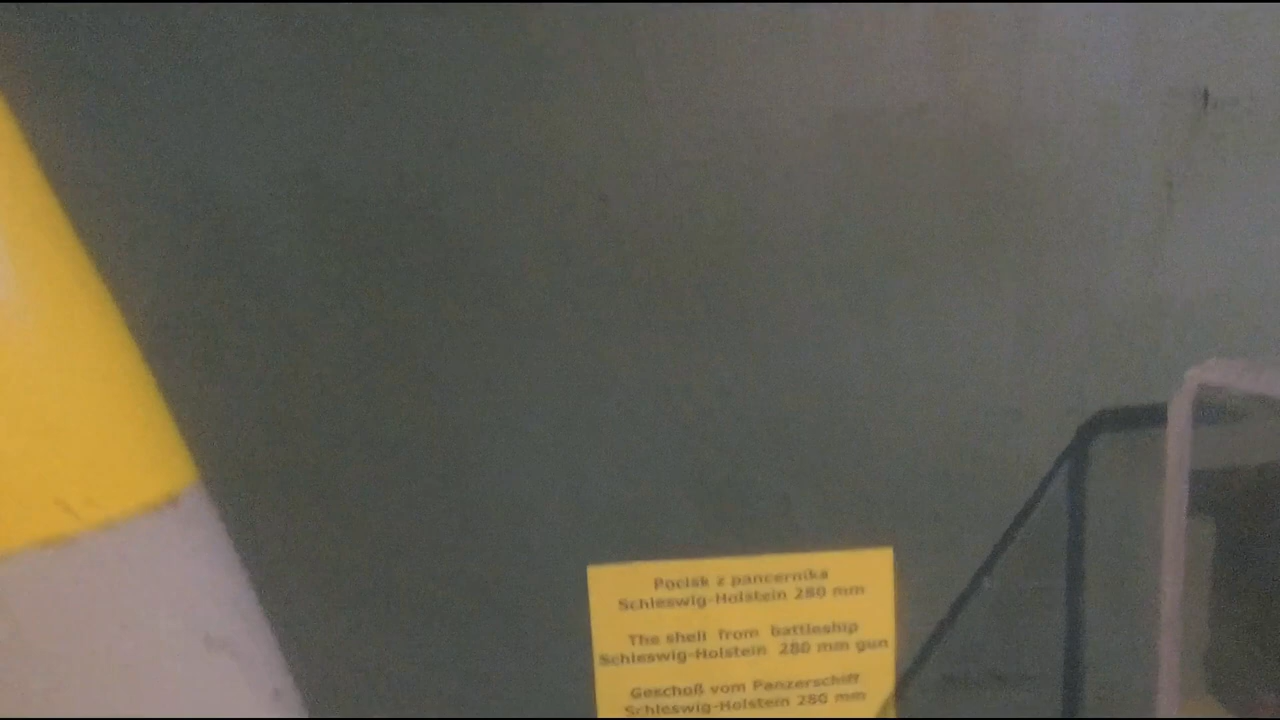 Pocisk z pancernika
Schleswig-Holstein 280 mm
The shell from battleship
Schleswig-Holstein 280 mm gun
Geschoß vom Panzerschiff
Schleswig-Holstein 280 mm